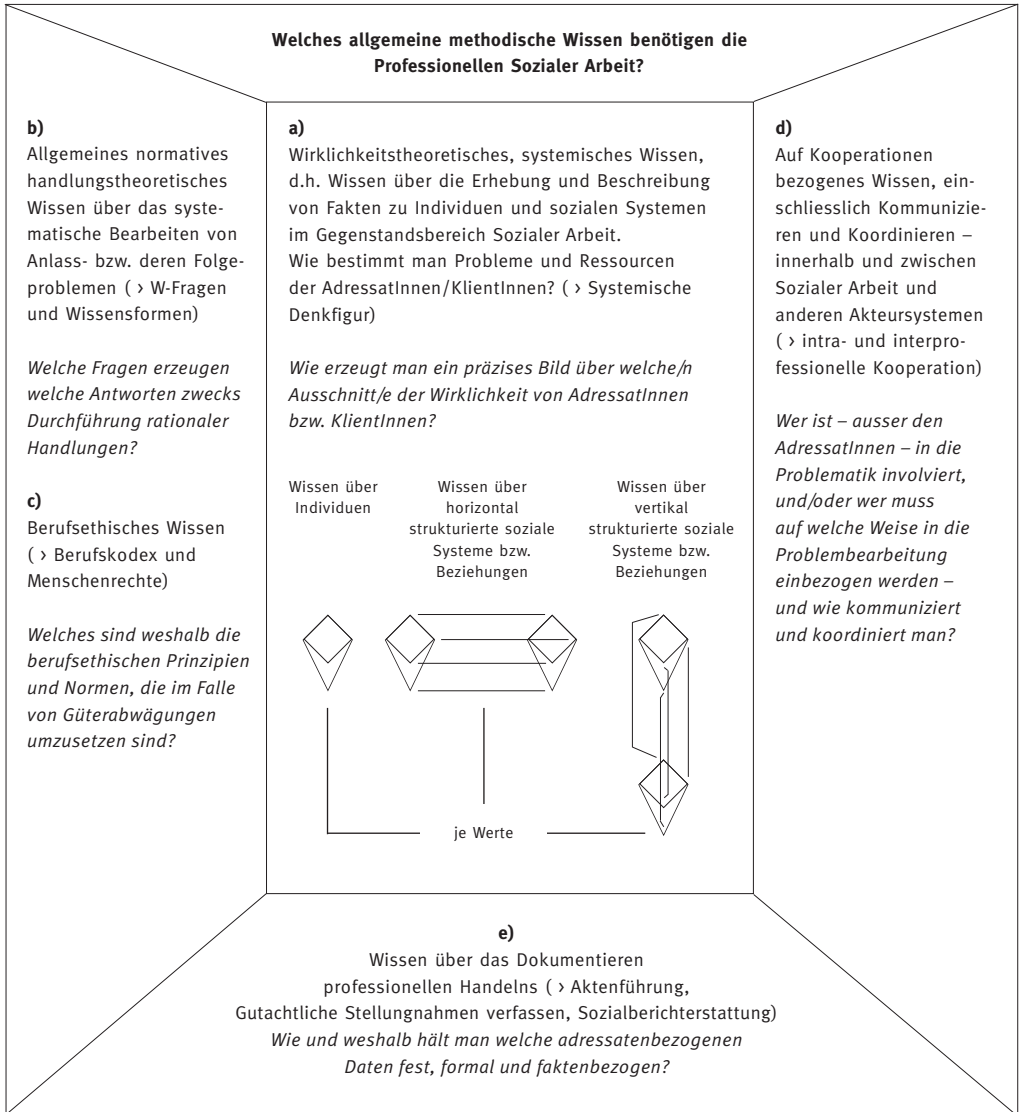 Welches allgemeine methodische Wissen benötigen die
Professionellen Sozialer Arbeit?
b)
Allgemeines normatives
handlungstheoretisches
Wissen über das syste-
matische Bearbeiten von
Anlass- bzw. deren Folge-
problemen ( › W-Fragen
und Wissensformen)
Welche Fragen erzeugen
welche Antworten zwecks
Durchführung rationaler
Handlungen?
c)
Berufsethisches Wissen
( › Berufskodex und
Menschenrechte)
Welches sind weshalb die
berufsethischen Prinzipien
und Normen, die im Falle
von Güterabwägungen
umzusetzen sind?
a)
Wirklichkeitstheoretisches, systemisches Wissen,
d.h. Wissen über die Erhebung und Beschreibung
von Fakten zu Individuen und sozialen Systemen
im Gegenstandsbereich Sozialer Arbeit.
Wie bestimmt man Probleme und Ressourcen
der AdressatInnen/KlientInnen? ( › Systemische
Denkfigur)
Wie erzeugt man ein präzises Bild über welche/n
Ausschnitt/e der Wirklichkeit von AdressatInnen
bzw. KlientInnen?
Wissen über
Individuen
Wissen über
horizontal
strukturierte soziale
Systeme bzw.
Beziehungen
Wissen über
vertikal
strukturierte soziale
Systeme bzw.
Beziehungen
je Werte
d)
Auf Kooperationen
bezogenes Wissen, ein-
schliesslich Kommunizie-
ren und Koordinieren –
innerhalb und zwischen
Sozialer Arbeit und
anderen Akteursystemen
( › intra- und interpro-
fessionelle Kooperation)
Wer ist – ausser den
AdressatInnen – in die
Problematik involviert,
und/oder wer muss
auf welche Weise in die
Problembearbeitung
einbezogen werden –
und wie kommuniziert
und koordiniert man?
e)
Wissen über das Dokumentieren
professionellen Handelns ( › Aktenführung,
Gutachtliche Stellungnahmen verfassen, Sozialberichterstattung)
Wie und weshalb hält man welche adressatenbezogenen
Daten fest, formal und faktenbezogen?